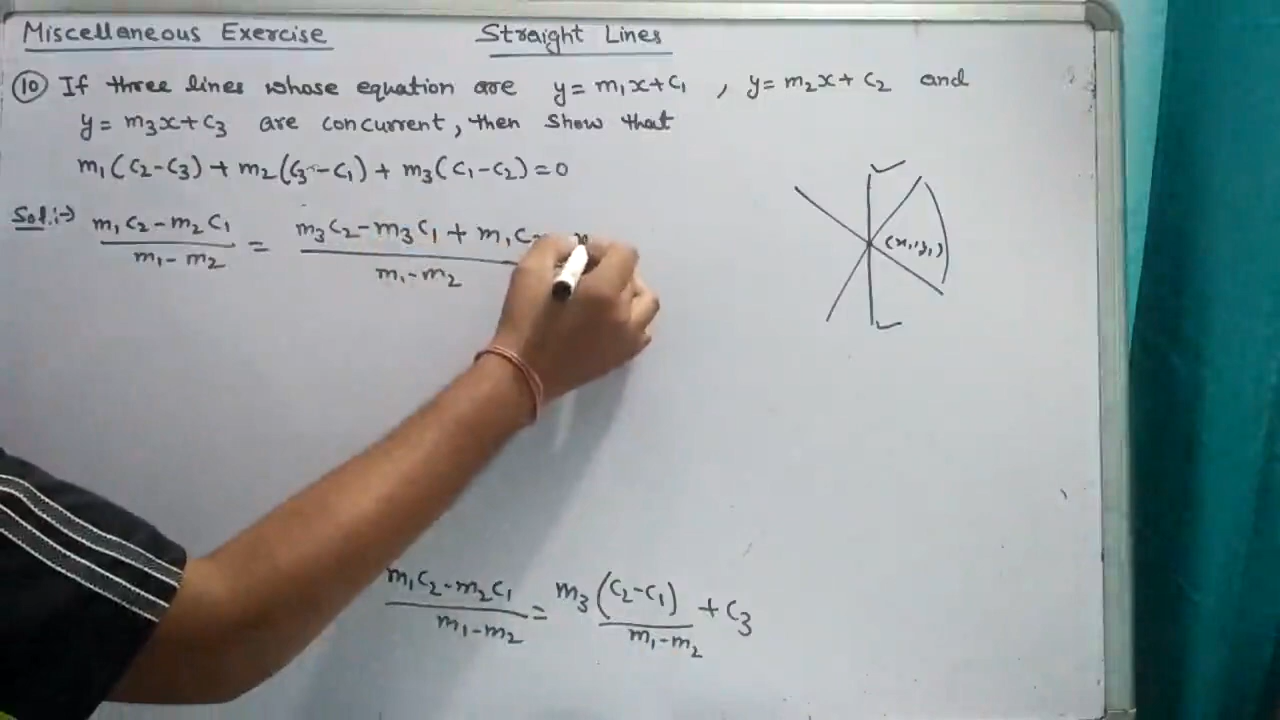 Miscellaneous Exercise Straight Lines
(10) If three lines whose equation are y = m₁x+c₁ , y = m₂x + c₂ and
y = m₃x+c₃ are concurrent, then show that
m₁(c₂-c₃) + m₂(c₃-c₁) + m₃(c₁-c₂) = 0
Sol:-) m₁c₂-m₂c₁ / m₁-m₂ = m₃c₂-m₃c₁ + m₁c / m₁-m₂
(x₁,y₁)
m₁c₂-m₂c₁ / m₁-m₂ = m₃(c₂-c₁) / m₁-m₂ + c₃